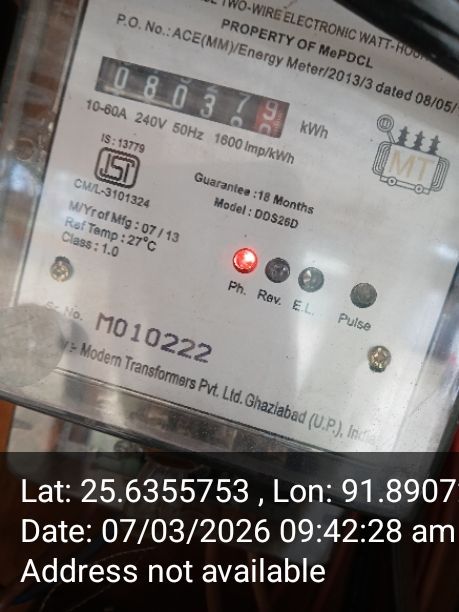 TWO-WIRE ELECTRONIC WATT-HOUR
PROPERTY OF MePDCL
P.O. No.: ACE(MM)/Energy Meter/2013/3 dated 08/05/
0 8 0 3
kWh
10-60A 240V 50Hz 1600 Imp/kWh
IS : 13779
ISI
MT
CM/L-3101324
Guarantee :18 Months
Model : DDS26D
M/Yr of Mfg : 07 / 13
Ref Temp : 27°C
Class : 1.0
Ph. Rev. E.L. Pulse
Sr. No. M010222
:- Modern Transformers Pvt. Ltd. Ghaziabad (U.P.), India
Lat: 25.6355753 , Lon: 91.8907
Date: 07/03/2026 09:42:28 am
Address not available